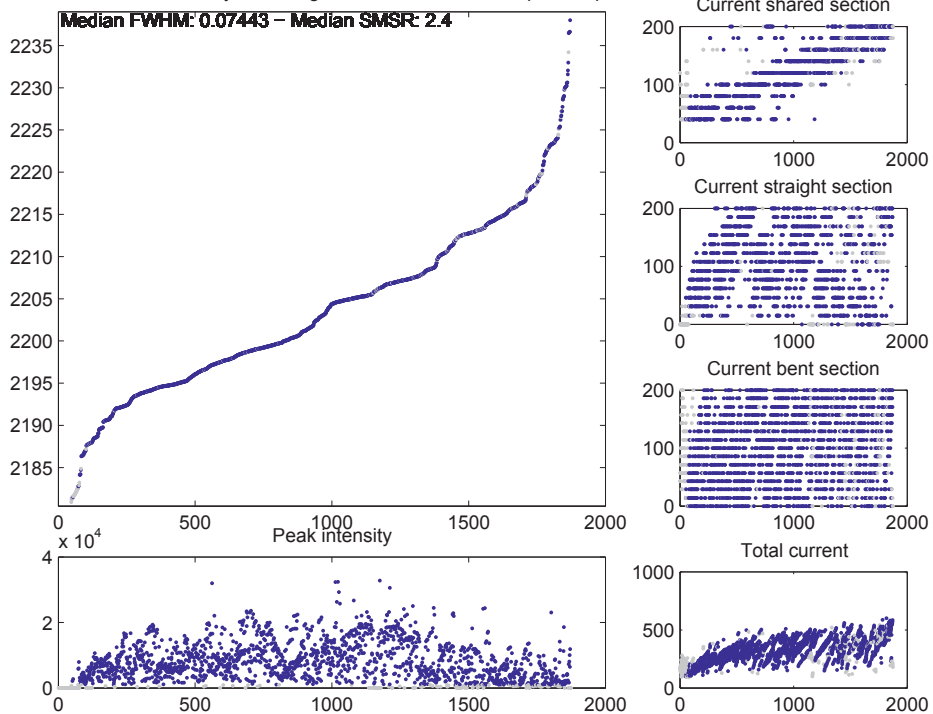 Median FWHM: 0.07443 − Median SMSR: 2.4
2235
2230
2225
2220
2215
2210
2205
2200
2195
2190
2185
0 500 1000 1500 2000
x 10^4
Peak intensity
4
2
0
0 500 1000 1500 2000
Current shared section
200
100
0
0 1000 2000
Current straight section
200
100
0
0 1000 2000
Current bent section
200
100
0
0 1000 2000
Total current
1000
500
0
0 1000 2000